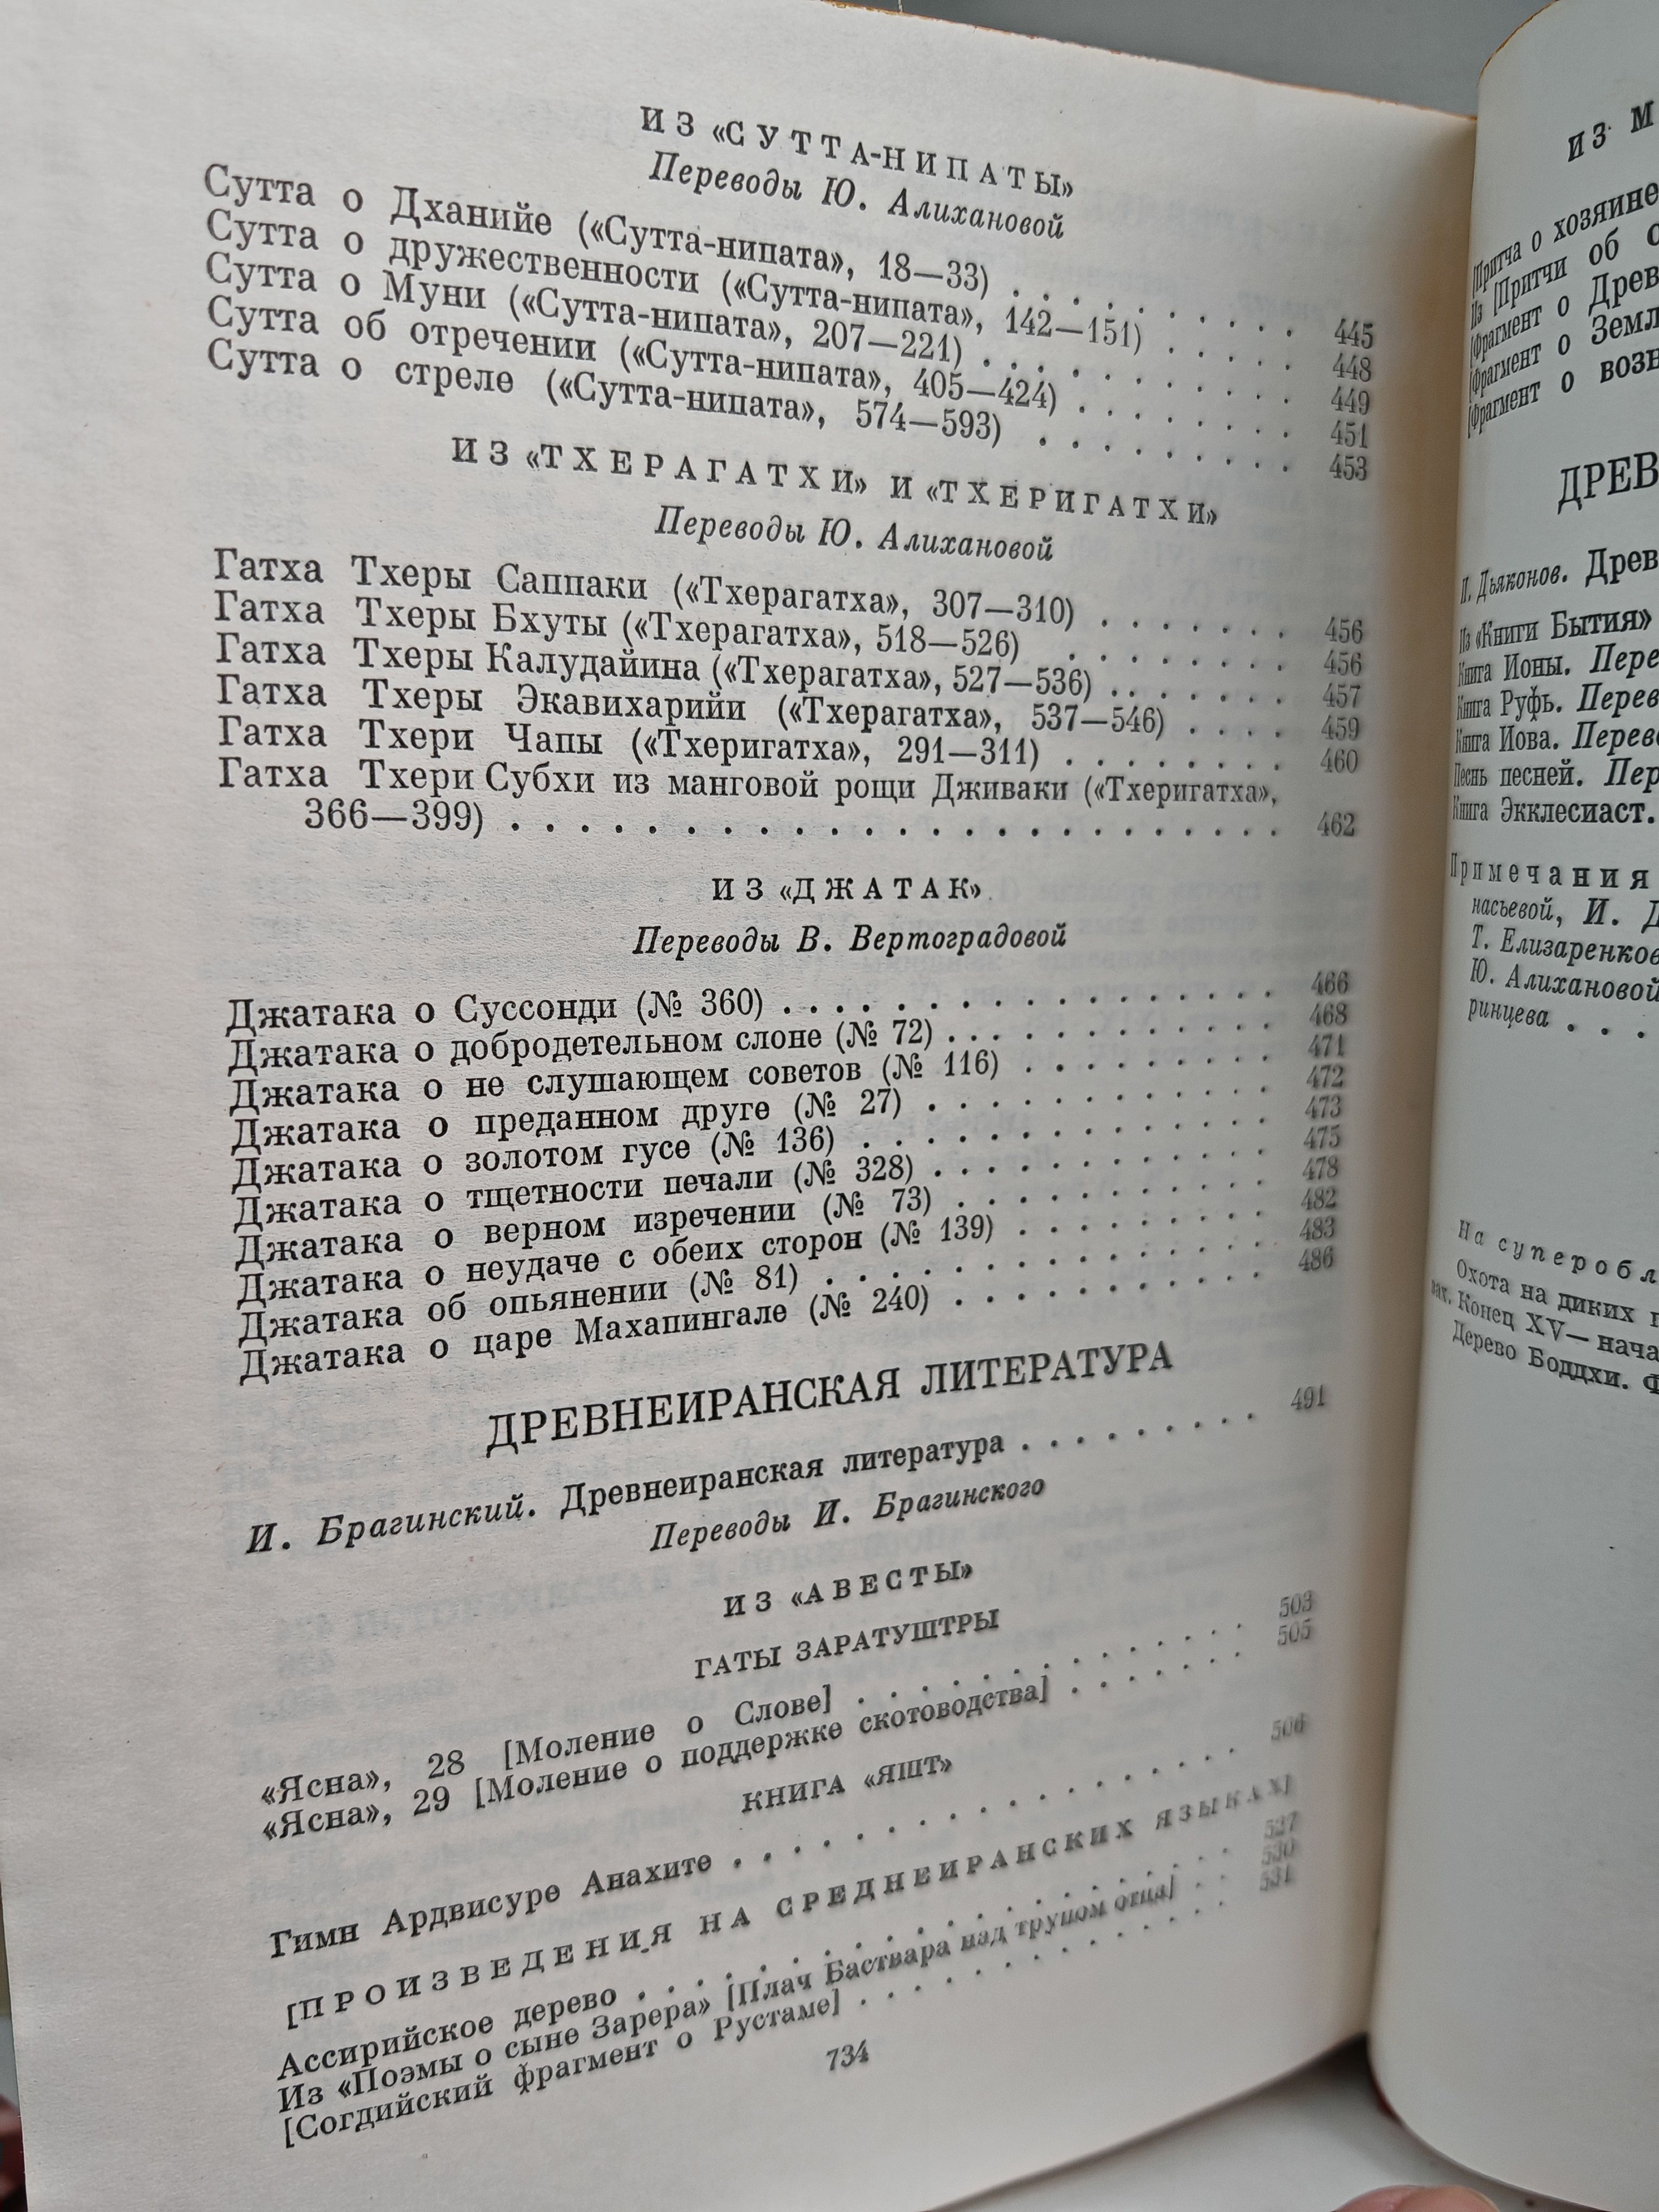 ИЗ «СУТТА-НИПАТЫ»
Переводы Ю. Алихановой
Сутта о Дханийе («Сутта-нипата», 18—33) . . . . . . . . . 445
Сутта о дружественности («Сутта-нипата», 142—151) . . . . . 448
Сутта о Муни («Сутта-нипата», 207—221) . . . . . . . . . . 449
Сутта об отречении («Сутта-нипата», 405—424) . . . . . . . 451
Сутта о стреле («Сутта-нипата», 574—593) . . . . . . . . . 453
ИЗ «ТХЕРАГАТХИ» И «ТХЕРИГАТХИ»
Переводы Ю. Алихановой
Гатха Тхеры Саппаки («Тхерагатха», 307—310) . . . . . . . 456
Гатха Тхеры Бхуты («Тхерагатха», 518—526) . . . . . . . . 456
Гатха Тхеры Калудайина («Тхерагатха», 527—536) . . . . . . . 457
Гатха Тхеры Экавихарийи («Тхерагатха», 537—546) . . . . 459
Гатха Тхери Чапы («Тхеригатха», 291—311) . . . . . . . . 460
Гатха Тхери Субхи из манговой рощи Дживаки («Тхеригатха»,
366—399) . . . . . . . . . . . . . . . . . . . . . . . 462
ИЗ «ДЖАТАК»
Переводы В. Вертоградовой
Джатака о Суссонди (№ 360) . . . . . . . . . . . . . . . 466
Джатака о добродетельном слоне (№ 72) . . . . . . . . . . 468
Джатака о не слушающем советов (№ 116) . . . . . . . . 471
Джатака о преданном друге (№ 27) . . . . . . . . . . . 472
Джатака о золотом гусе (№ 136) . . . . . . . . . . . . . 473
Джатака о тщетности печали (№ 328) . . . . . . . . . . . 475
Джатака о верном изречении (№ 73) . . . . . . . . . . 478
Джатака о неудаче с обеих сторон (№ 139) . . . . . . . . 482
Джатака об опьянении (№ 81) . . . . . . . . . . . . . . 483
Джатака о царе Махапингале (№ 240) . . . . . . . . . . 486
ДРЕВНЕИРАНСКАЯ ЛИТЕРАТУРА
И. Брагинский. Древнеиранская литература . . . . . . . . 491
Переводы И. Брагинского
ИЗ «АВЕСТЫ»
ГАТЫ ЗАРАТУШТРЫ
«Ясна», 28 [Моление о Слове] . . . . . . . . . . . . . 503
«Ясна», 29 [Моление о поддержке скотоводства] . . . . . . 505
КНИГА «ЯШТ»
Гимн Ардвисуре Анахите . . . . . . . . . . . . . . . . 506
[ПРОИЗВЕДЕНИЯ НА СРЕДНЕИРАНСКИХ ЯЗЫКАХ]
Ассирийское дерево . . . . . . . . . . . . . . . . . . . 527
Из «Поэмы о сыне Зарера» [Плач Баствара над трупом отца] . . 530
[Согдийский фрагмент о Рустаме] . . . . . . . . . . . . 531
734
ИЗ М
[Притча о хозяине
Из [Притчи об
[Фрагмент о Древ
[Фрагмент о Земл
[Фрагмент о возн
ДРЕВ
И. Дьяконов. Древ
Из «Книги Бытия»
Книга Ионы. Пере
Книга Руфь. Перев
Книга Иова. Перев
Песнь песней. Пер
Книга Экклесиаст.
Примечания
насьевой, И. Д
Т. Елизаренков
Ю. Алихановой
ринцева . . .
На суперобл
Охота на диких
вах. Конец XV— нача
Дерево Боддхи. Ф